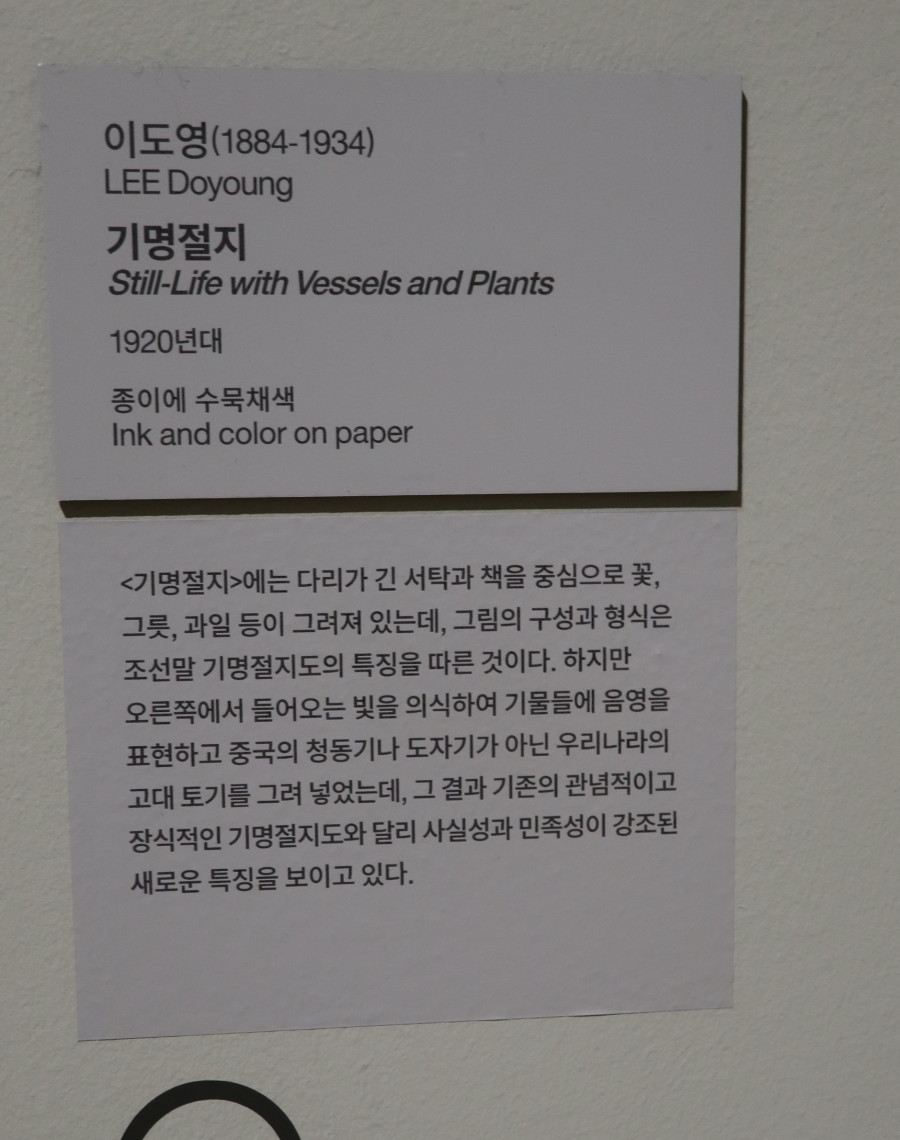 이도영(1884-1934)
LEE Doyoung
기명절지
Still-Life with Vessels and Plants
1920년대
종이에 수묵채색
Ink and color on paper
<기명절지>에는 다리가 긴 서탁과 책을 중심으로 꽃,
그릇, 과일 등이 그려져 있는데, 그림의 구성과 형식은
조선말 기명절지도의 특징을 따른 것이다. 하지만
오른쪽에서 들어오는 빛을 의식하여 기물들에 음영을
표현하고 중국의 청동기나 도자기가 아닌 우리나라의
고대 토기를 그려 넣었는데, 그 결과 기존의 관념적이고
장식적인 기명절지도와 달리 사실성과 민족성이 강조된
새로운 특징을 보이고 있다.